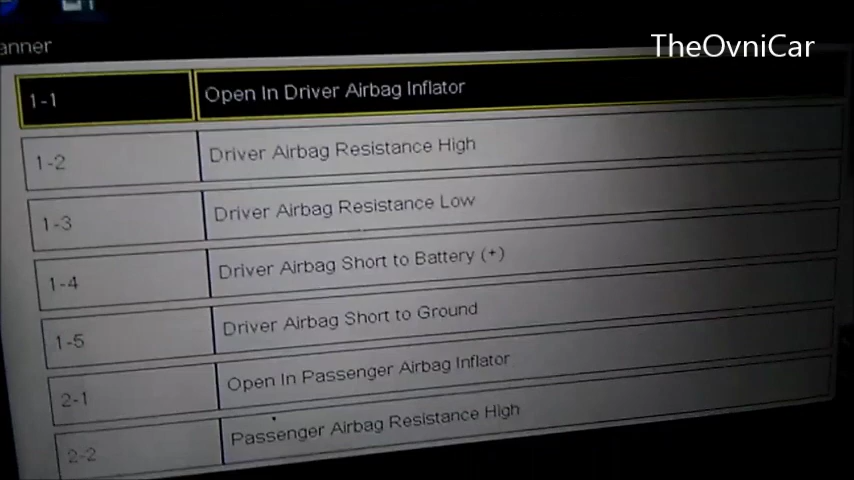 TheOvniCar
anner
1-1 Open In Driver Airbag Inflator
1-2 Driver Airbag Resistance High
1-3 Driver Airbag Resistance Low
1-4 Driver Airbag Short to Battery (+)
1-5 Driver Airbag Short to Ground
2-1 Open In Passenger Airbag Inflator
2-2 Passenger Airbag Resistance High